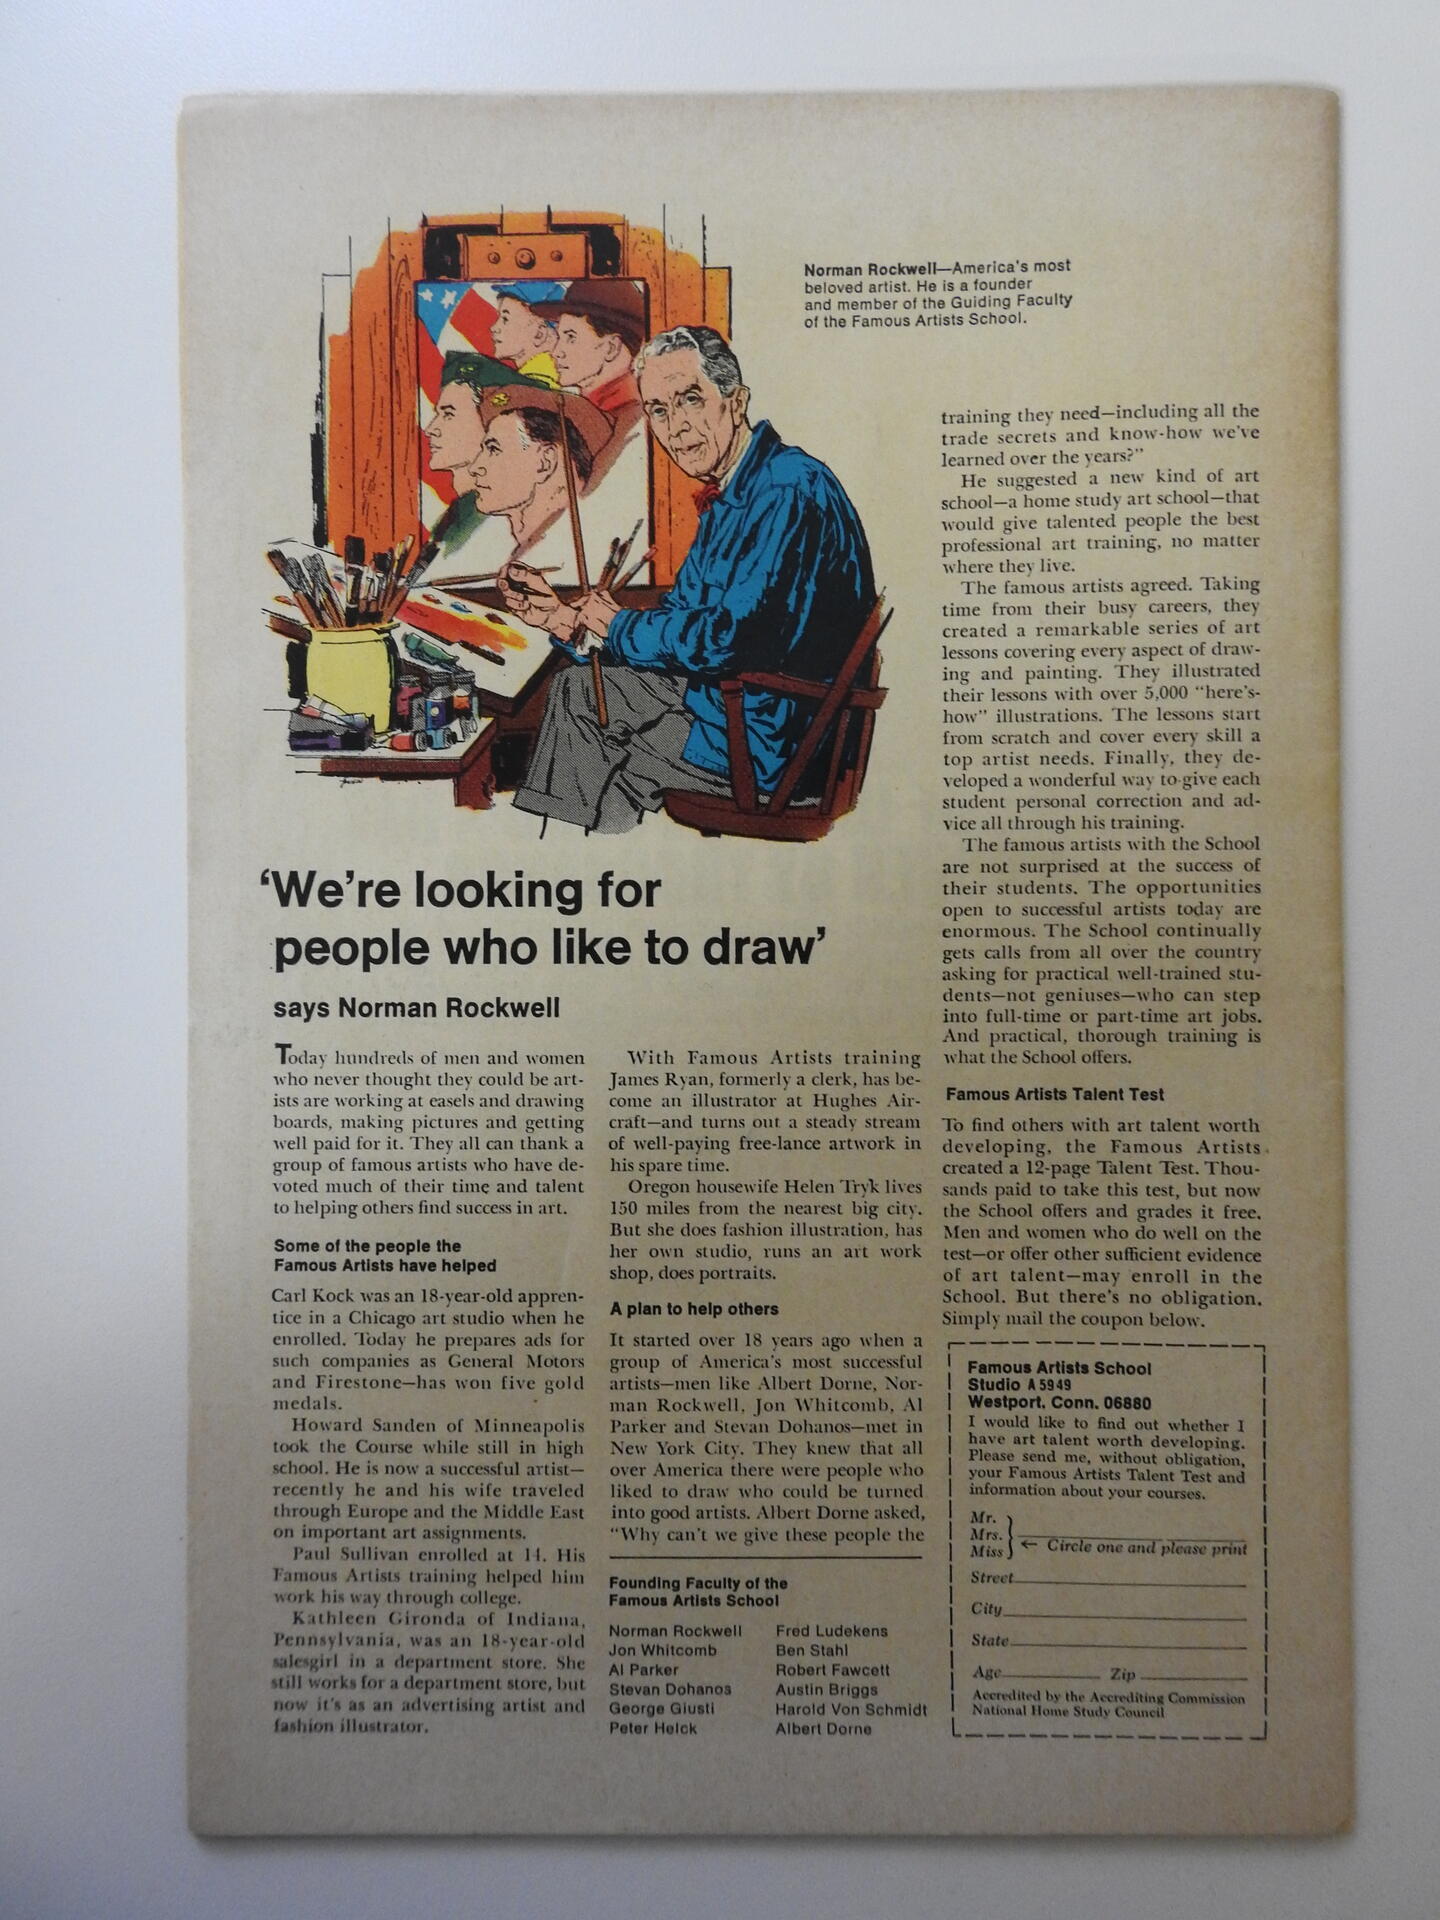 Norman Rockwell—America's most
beloved artist. He is a founder
and member of the Guiding Faculty
of the Famous Artists School.
‘We're looking for
people who like to draw’
says Norman Rockwell
Today hundreds of men and women
who never thought they could be art-
ists are working at easels and drawing
boards, making pictures and getting
well paid for it. They all can thank a
group of famous artists who have de-
voted much of their time and talent
to helping others find success in art.
Some of the people the
Famous Artists have helped
Carl Kock was an 18-year-old appren-
tice in a Chicago art studio when he
enrolled. Today he prepares ads for
such companies as General Motors
and Firestone—has won five gold
medals.
Howard Sanden of Minneapolis
took the Course while still in high
school. He is now a successful artist—
recently he and his wife traveled
through Europe and the Middle East
on important art assignments.
Paul Sullivan enrolled at 14. His
Famous Artists training helped him
work his way through college.
Kathleen Gironda of Indiana,
Pennsylvania, was an 18-year-old
salesgirl in a department store. She
still works for a department store, but
now it's as an advertising artist and
fashion illustrator.
With Famous Artists training
James Ryan, formerly a clerk, has be-
come an illustrator at Hughes Air-
craft—and turns out a steady stream
of well-paying free-lance artwork in
his spare time.
Oregon housewife Helen Tryk lives
150 miles from the nearest big city.
But she does fashion illustration, has
her own studio, runs an art work
shop, does portraits.
A plan to help others
It started over 18 years ago when a
group of America's most successful
artists—men like Albert Dorne, Nor-
man Rockwell, Jon Whitcomb, Al
Parker and Stevan Dohanos—met in
New York City. They knew that all
over America there were people who
liked to draw who could be turned
into good artists. Albert Dorne asked,
“Why can't we give these people the
Founding Faculty of the
Famous Artists School
Norman Rockwell
Jon Whitcomb
Al Parker
Stevan Dohanos
George Giusti
Peter Helck
Fred Ludekens
Ben Stahl
Robert Fawcett
Austin Briggs
Harold Von Schmidt
Albert Dorne
training they need—including all the
trade secrets and know-how we've
learned over the years?”
He suggested a new kind of art
school—a home study art school—that
would give talented people the best
professional art training, no matter
where they live.
The famous artists agreed. Taking
time from their busy careers, they
created a remarkable series of art
lessons covering every aspect of draw-
ing and painting. They illustrated
their lessons with over 5,000 “here's-
how” illustrations. The lessons start
from scratch and cover every skill a
top artist needs. Finally, they de-
veloped a wonderful way to give each
student personal correction and ad-
vice all through his training.
The famous artists with the School
are not surprised at the success of
their students. The opportunities
open to successful artists today are
enormous. The School continually
gets calls from all over the country
asking for practical well-trained stu-
dents—not geniuses—who can step
into full-time or part-time art jobs.
And practical, thorough training is
what the School offers.
Famous Artists Talent Test
To find others with art talent worth
developing, the Famous Artists
created a 12-page Talent Test. Thou-
sands paid to take this test, but now
the School offers and grades it free.
Men and women who do well on the
test—or offer other sufficient evidence
of art talent—may enroll in the
School. But there's no obligation.
Simply mail the coupon below.
Famous Artists School
Studio A 5949
Westport, Conn. 06880
I would like to find out whether I
have art talent worth developing.
Please send me, without obligation,
your Famous Artists Talent Test and
information about your courses.
Mr.
Mrs.
Miss ← Circle one and please print
Street
City
State
Age Zip
Accredited by the Accrediting Commission
National Home Study Council